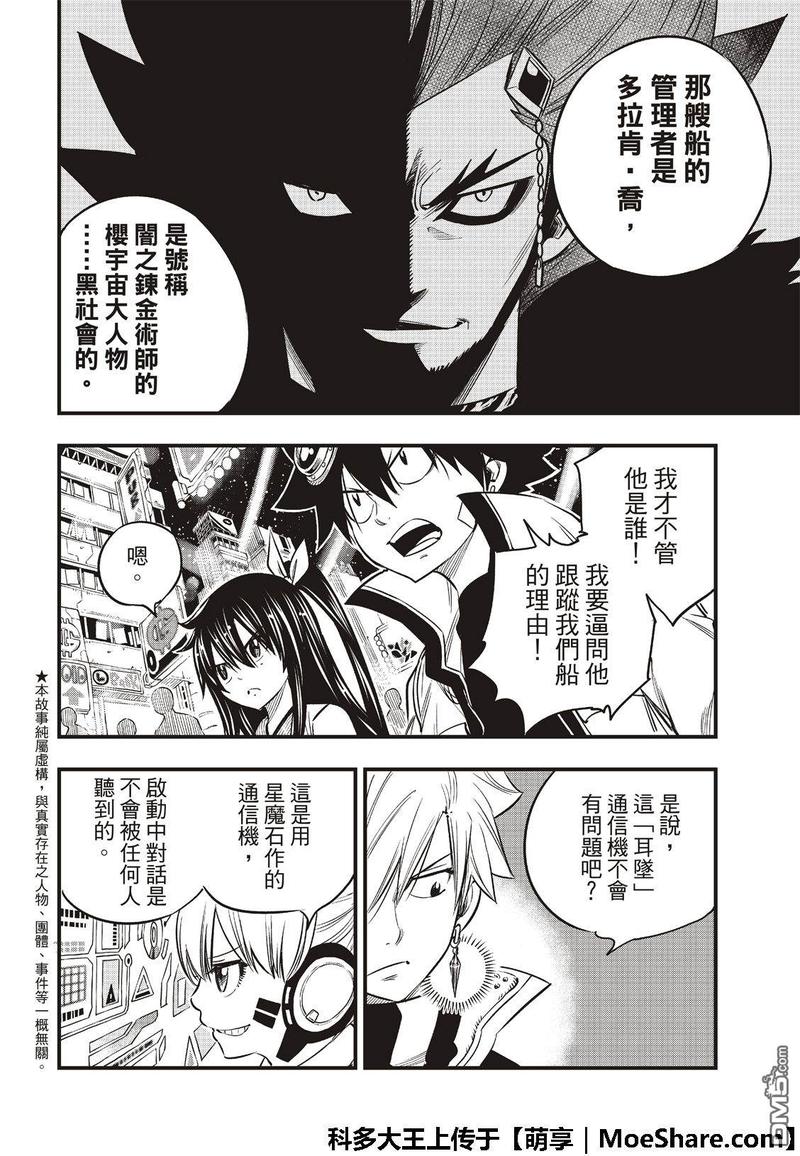 那艘船的
管理者是
多拉肯·喬，
是號稱
闇之鍊金術師的
櫻宇宙大人物
……黑社會的。
我才不管
他是誰！
我要逼問他
跟蹤我們船
的理由！
嗯。
是說，
這「耳墜」
通信機不會
有問題吧？
這是用
星魔石作的
通信機，
啟動中對話是
不會被任何人
聽到的。
★本故事純屬虛構，與真實存在之人物、團體、事件等一概無關。
DM5.com
科多大王上传于【萌享｜MoeShare.com】